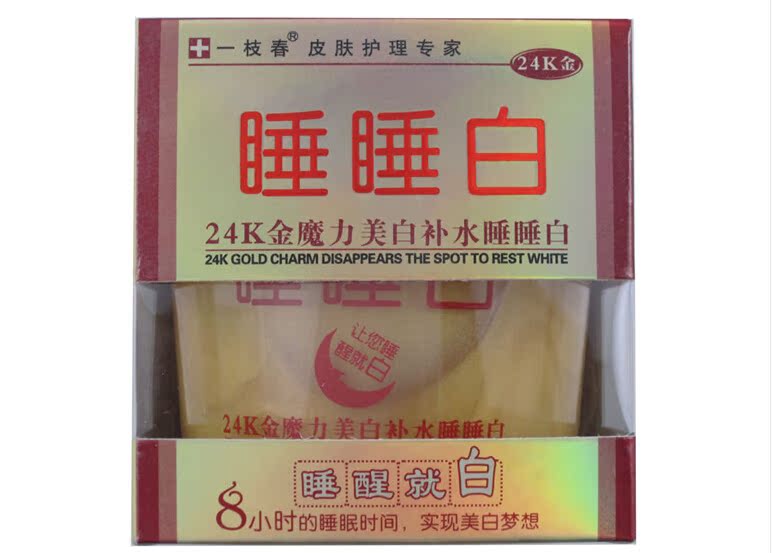 一枝春® 皮肤护理专家
24K金
睡睡白
24K金魔力美白补水睡睡白
24K GOLD CHARM DISAPPEARS THE SPOT TO REST WHITE
睡睡白
让您睡
醒就白
24K金魔力美白补水睡睡白
睡醒就白
8小时的睡眠时间，实现美白梦想